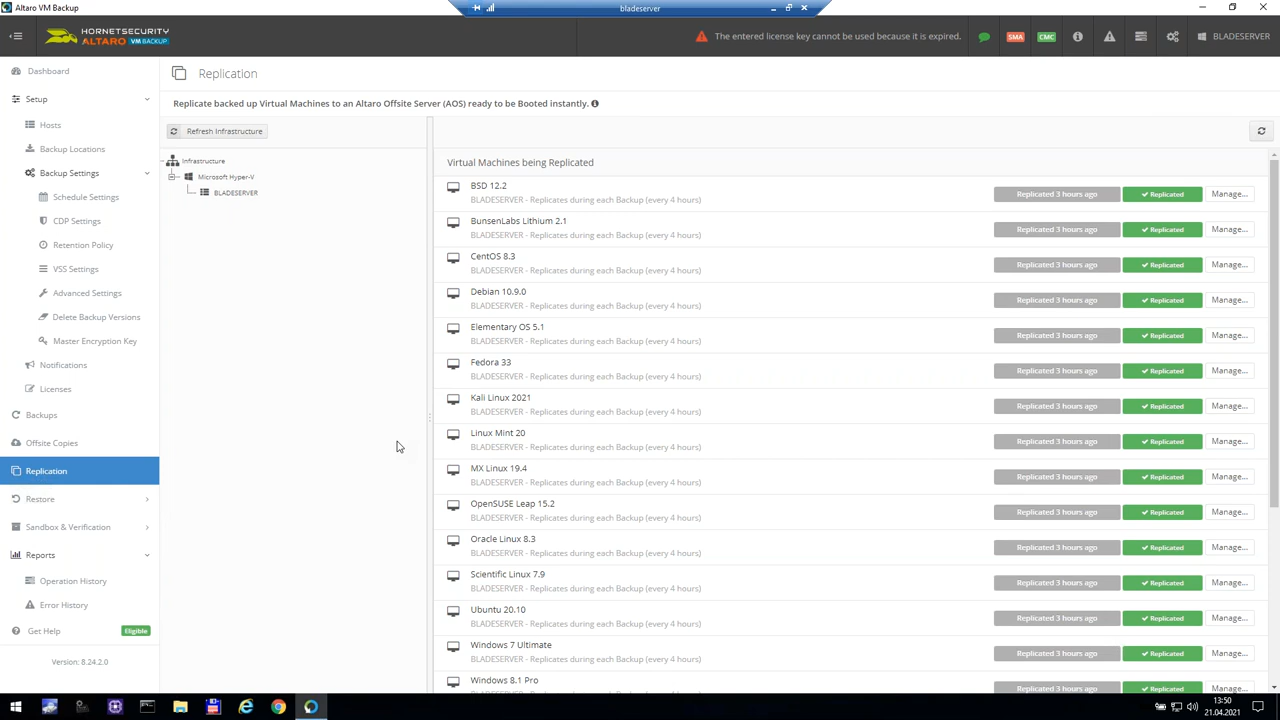 Altaro VM Backup
bladeserver
HORNETSECURITY
ALTARO VM BACKUP
The entered license key cannot be used because it is expired.
SMA
CMC
BLADESERVER
Dashboard
Setup
Hosts
Backup Locations
Backup Settings
Schedule Settings
CDP Settings
Retention Policy
VSS Settings
Advanced Settings
Delete Backup Versions
Master Encryption Key
Notifications
Licenses
Backups
Offsite Copies
Replication
Restore
Sandbox & Verification
Reports
Operation History
Error History
Get Help
Eligible
Version: 8.24.2.0
Replication
Replicate backed up Virtual Machines to an Altaro Offsite Server (AOS) ready to be Booted instantly.
Refresh Infrastructure
Infrastructure
Microsoft Hyper-V
BLADESERVER
Virtual Machines being Replicated
BSD 12.2
BLADESERVER - Replicates during each Backup (every 4 hours)
Replicated 3 hours ago
Replicated
Manage...
BunsenLabs Lithium 2.1
BLADESERVER - Replicates during each Backup (every 4 hours)
Replicated 3 hours ago
Replicated
Manage...
CentOS 8.3
BLADESERVER - Replicates during each Backup (every 4 hours)
Replicated 3 hours ago
Replicated
Manage...
Debian 10.9.0
BLADESERVER - Replicates during each Backup (every 4 hours)
Replicated 3 hours ago
Replicated
Manage...
Elementary OS 5.1
BLADESERVER - Replicates during each Backup (every 4 hours)
Replicated 3 hours ago
Replicated
Manage...
Fedora 33
BLADESERVER - Replicates during each Backup (every 4 hours)
Replicated 3 hours ago
Replicated
Manage...
Kali Linux 2021
BLADESERVER - Replicates during each Backup (every 4 hours)
Replicated 3 hours ago
Replicated
Manage...
Linux Mint 20
BLADESERVER - Replicates during each Backup (every 4 hours)
Replicated 3 hours ago
Replicated
Manage...
MX Linux 19.4
BLADESERVER - Replicates during each Backup (every 4 hours)
Replicated 3 hours ago
Replicated
Manage...
OpenSUSE Leap 15.2
BLADESERVER - Replicates during each Backup (every 4 hours)
Replicated 3 hours ago
Replicated
Manage...
Oracle Linux 8.3
BLADESERVER - Replicates during each Backup (every 4 hours)
Replicated 3 hours ago
Replicated
Manage...
Scientific Linux 7.9
BLADESERVER - Replicates during each Backup (every 4 hours)
Replicated 3 hours ago
Replicated
Manage...
Ubuntu 20.10
BLADESERVER - Replicates during each Backup (every 4 hours)
Replicated 3 hours ago
Replicated
Manage...
Windows 7 Ultimate
BLADESERVER - Replicates during each Backup (every 4 hours)
Replicated 3 hours ago
Replicated
Manage...
Windows 8.1 Pro
Replicated 3 hours ago
Replicated
Manage...
13:50
21.04.2021